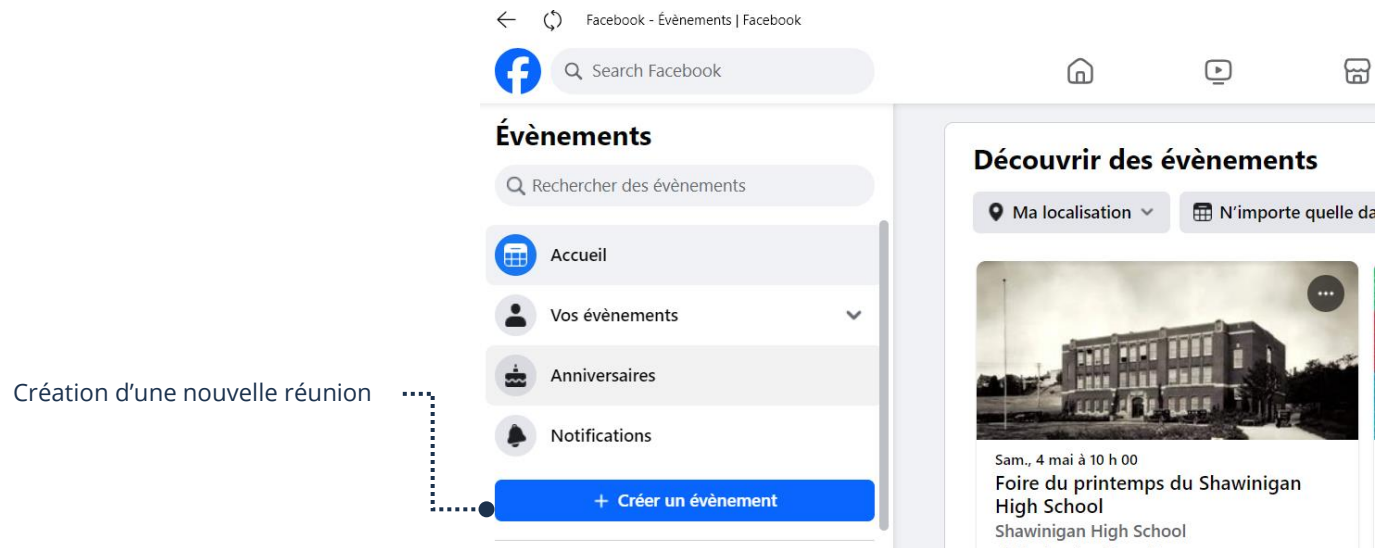 Facebook - Évènements | Facebook
Search Facebook
Évènements
Rechercher des évènements
Accueil
Vos évènements
Anniversaires
Notifications
+ Créer un évènement
Création d’une nouvelle réunion
Découvrir des évènements
Ma localisation
N’importe quelle da
Sam., 4 mai à 10 h 00
Foire du printemps du Shawinigan
High School
Shawinigan High School